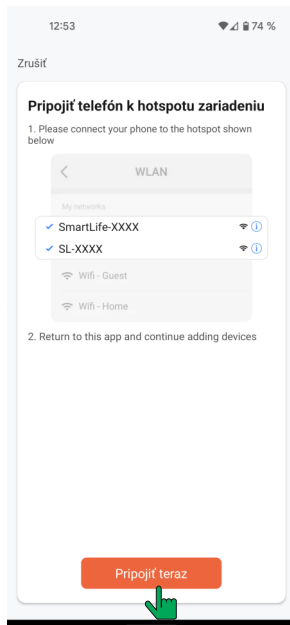 12:53
74 %
Zrušiť
Pripojiť telefón k hotspotu zariadeniu
1. Please connect your phone to the hotspot shown
below
WLAN
My networks
SmartLife-XXXX
SL-XXXX
Wifi - Guest
Wifi - Home
2. Return to this app and continue adding devices
Pripojiť teraz